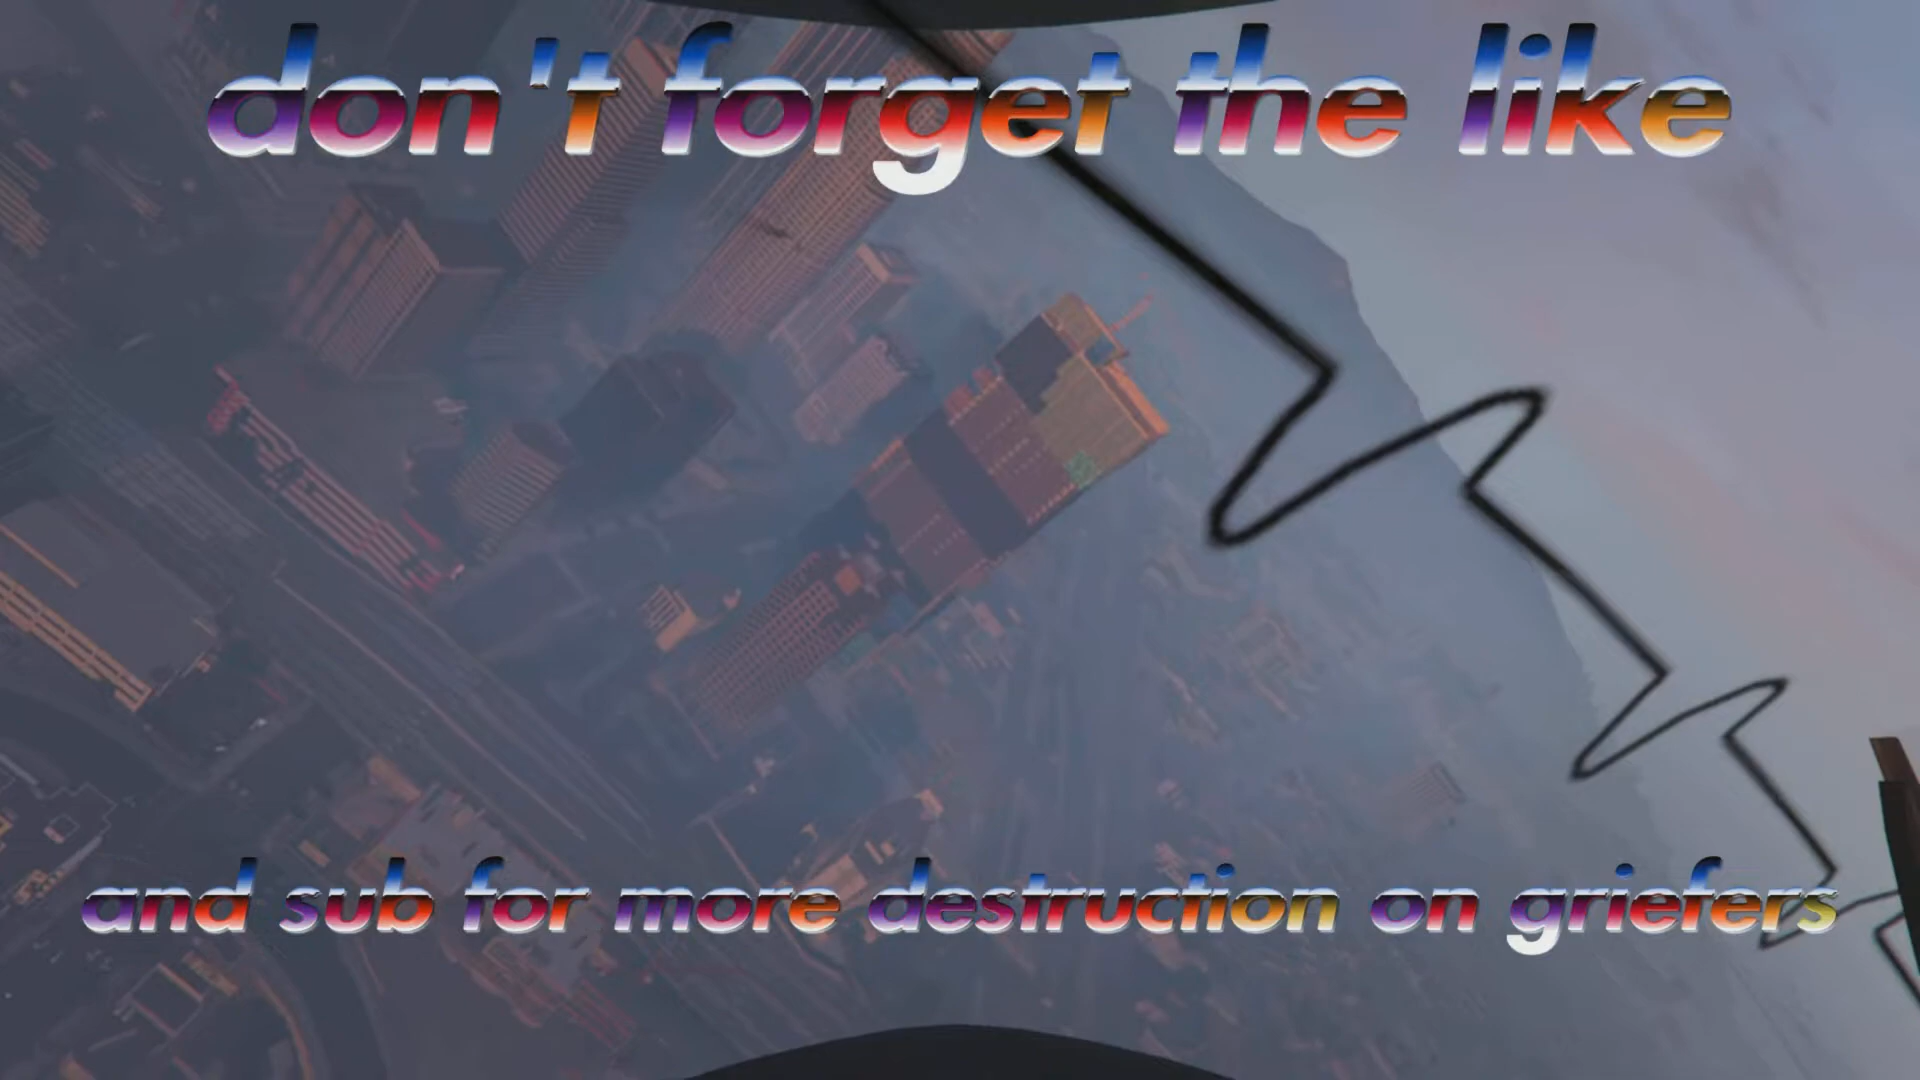 don't forget the like
and sub for more destruction on griefers